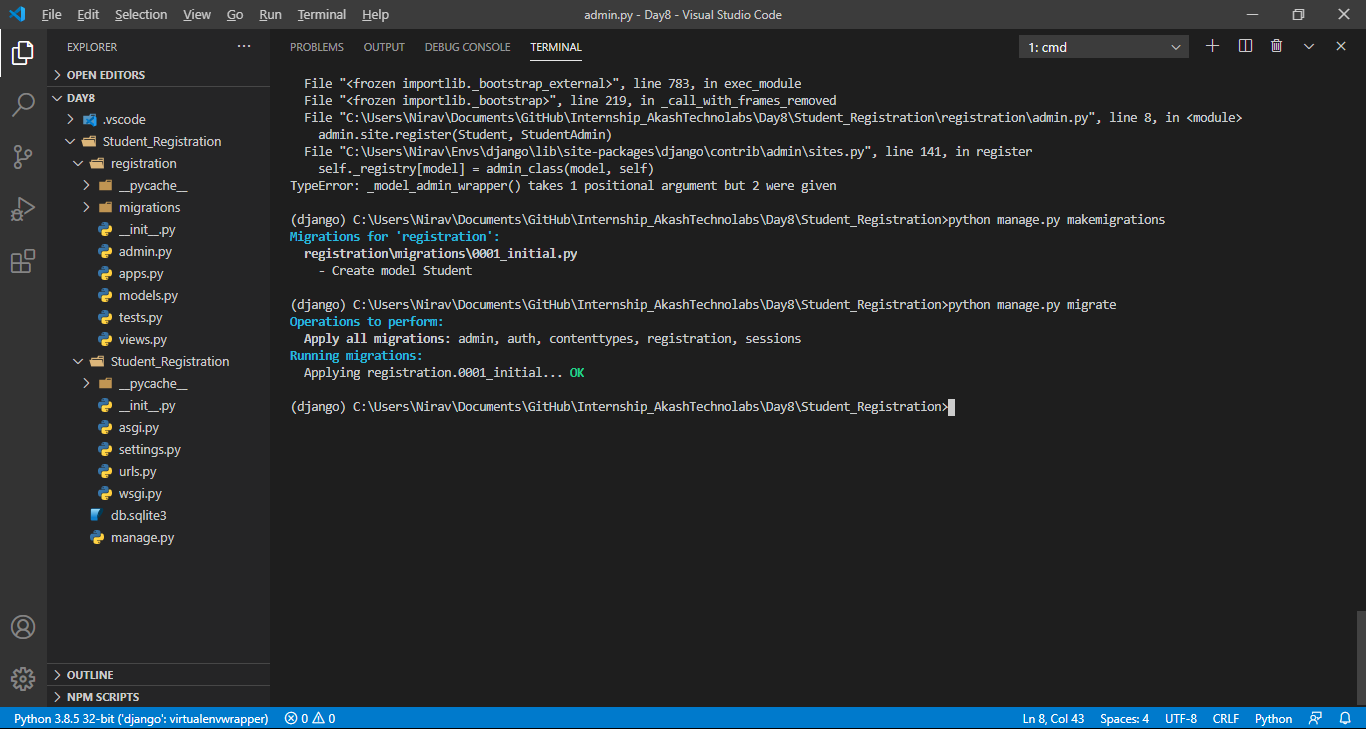 File Edit Selection View Go Run Terminal Help
admin.py - Day8 - Visual Studio Code
EXPLORER
OPEN EDITORS
DAY8
.vscode
Student_Registration
registration
__pycache__
migrations
__init__.py
admin.py
apps.py
models.py
tests.py
views.py
Student_Registration
__pycache__
__init__.py
asgi.py
settings.py
urls.py
wsgi.py
db.sqlite3
manage.py
OUTLINE
NPM SCRIPTS
PROBLEMS OUTPUT DEBUG CONSOLE TERMINAL
1: cmd
File "<frozen importlib._bootstrap_external>", line 783, in exec_module
File "<frozen importlib._bootstrap>", line 219, in _call_with_frames_removed
File "C:\Users\Nirav\Documents\GitHub\Internship_AkashTechnolabs\Day8\Student_Registration\registration\admin.py", line 8, in <module>
admin.site.register(Student, StudentAdmin)
File "C:\Users\Nirav\Envs\django\lib\site-packages\django\contrib\admin\sites.py", line 141, in register
self._registry[model] = admin_class(model, self)
TypeError: _model_admin_wrapper() takes 1 positional argument but 2 were given
(django) C:\Users\Nirav\Documents\GitHub\Internship_AkashTechnolabs\Day8\Student_Registration>python manage.py makemigrations
Migrations for 'registration':
registration\migrations\0001_initial.py
- Create model Student
(django) C:\Users\Nirav\Documents\GitHub\Internship_AkashTechnolabs\Day8\Student_Registration>python manage.py migrate
Operations to perform:
Apply all migrations: admin, auth, contenttypes, registration, sessions
Running migrations:
Applying registration.0001_initial... OK
(django) C:\Users\Nirav\Documents\GitHub\Internship_AkashTechnolabs\Day8\Student_Registration>
Python 3.8.5 32-bit ('django': virtualenvwrapper) 0 0
Ln 8, Col 43 Spaces: 4 UTF-8 CRLF Python